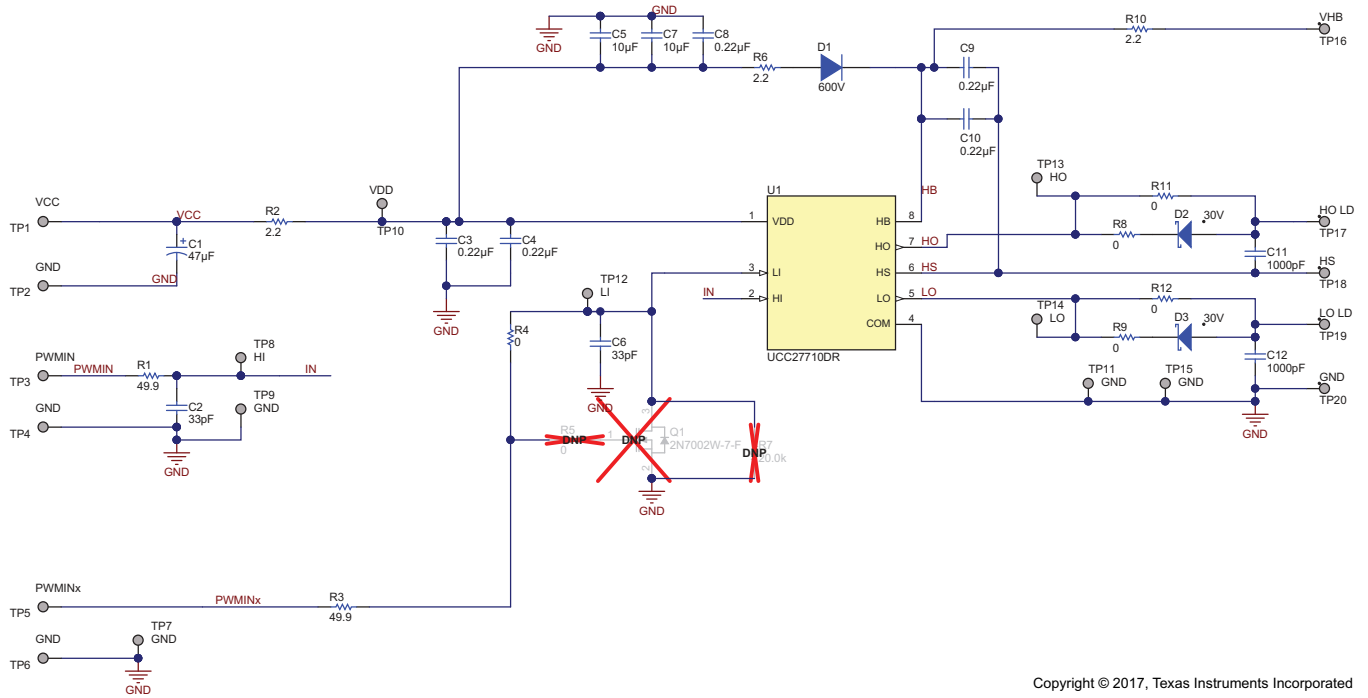 GND
GND
C5
10µF
C7
10µF
C8
0.22µF
R6
2.2
D1
600V
C9
0.22µF
C10
0.22µF
R10
2.2
VHB
TP16
VCC
TP1
VCC
R2
2.2
VDD
TP10
C1
47µF
GND
TP2
GND
C3
0.22µF
C4
0.22µF
GND
U1
1
VDD
3
LI
2
HI
IN
HB
8
HB
HO
7
HO
HS
6
HS
LO
5
LO
COM
4
UCC27710DR
TP13
HO
R11
0
R8
0
D2
30V
C11
1000pF
HO LD
TP17
HS
TP18
TP14
LO
R12
0
R9
0
D3
30V
C12
1000pF
LO LD
TP19
GND
TP20
TP11
GND
TP15
GND
GND
TP12
LI
R4
0
C6
33pF
GND
PWMIN
TP3
PWMIN
R1
49.9
TP8
HI
IN
TP9
GND
C2
33pF
GND
TP4
GND
R5
DNP
0
1
DNP
3
2
Q1
2N7002W-7-F
DNP
R7
20.0k
GND
PWMINx
TP5
PWMINx
R3
49.9
GND
TP6
TP7
GND
GND
Copyright © 2017, Texas Instruments Incorporated